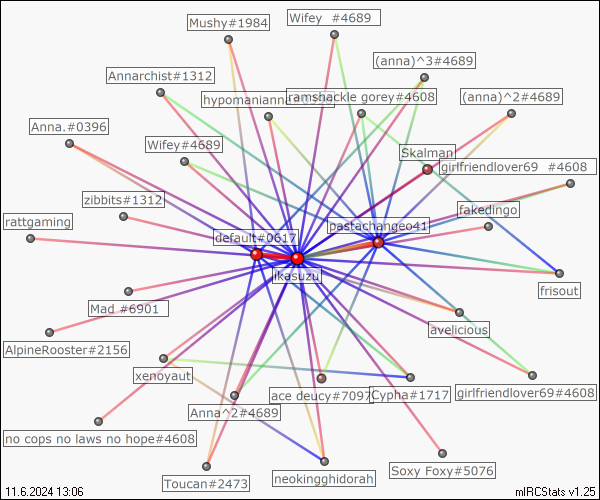 Mushy#1984
Wifey #4689
(anna)^3#4689
Annarchist#1312
hypomanianna
ramshackle gorey#4608
(anna)^2#4689
Anna.#0396
Wifey#4689
Skalman
girlfriendlover69 #4608
zibbits#1312
fakedingo
rattgaming
default#0617
pastachangeo41
ikasuzu
frisout
Mad #6901
avelicious
AlpineRooster#2156
xenoyaut
ace deucy#7097
Cypha#1717
girlfriendlover69#4608
Anna^2#4689
no cops no laws no hope#4608
Soxy Foxy#5076
Toucan#2473
neokingghidorah
11.6.2024 13:06
mIRCStats v1.25